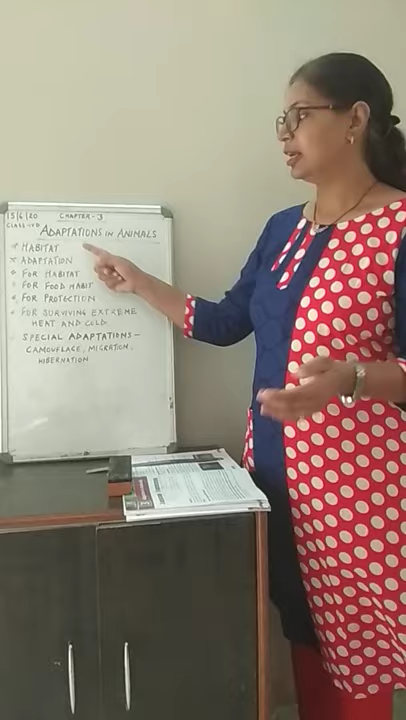 15/6/20 CHAPTER-3
CLASS-IVD
ADAPTATIONS IN ANIMALS
HABITAT
ADAPTATION
FOR HABITAT
FOR FOOD HABIT
FOR PROTECTION
FOR SURVIVING EXTREME
HEAT AND COLD
SPECIAL ADAPTATIONS -
CAMOUFLAGE, MIGRATION,
HIBERNATION